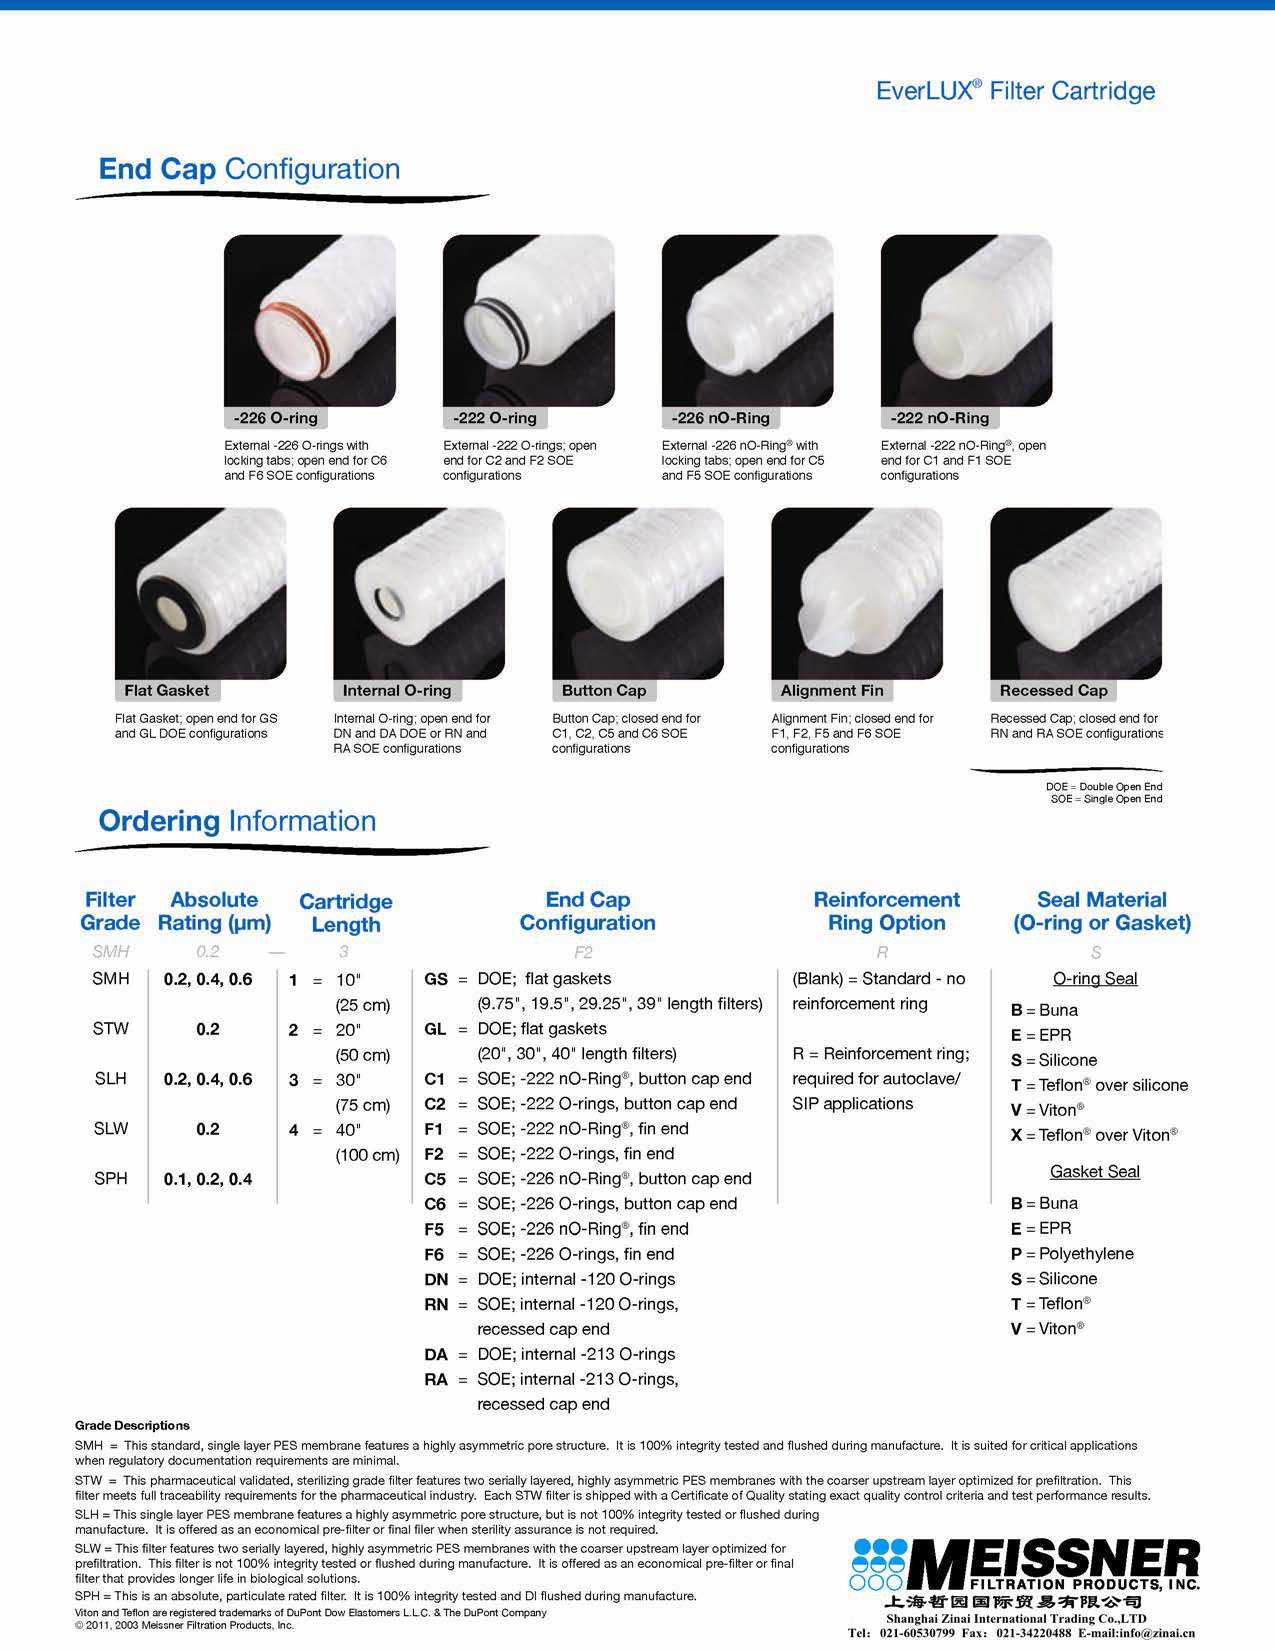 EverLUX® Filter Cartridge
End Cap Configuration
-226 O-ring
External -226 O-rings with
locking tabs; open end for C6
and F6 SOE configurations
-222 O-ring
External -222 O-rings; open
end for C2 and F2 SOE
configurations
-226 nO-Ring
External -226 nO-Ring® with
locking tabs; open end for C5
and F5 SOE configurations
-222 nO-Ring
External -222 nO-Ring®, open
end for C1 and F1 SOE
configurations
Flat Gasket
Flat Gasket; open end for GS
and GL DOE configurations
Internal O-ring
Internal O-ring; open end for
DN and DA DOE or RN and
RA SOE configurations
Button Cap
Button Cap; closed end for
C1, C2, C5 and C6 SOE
configurations
Alignment Fin
Alignment Fin; closed end for
F1, F2, F5 and F6 SOE
configurations
Recessed Cap
Recessed Cap; closed end for
RN and RA SOE configurations
DOE = Double Open End
SOE = Single Open End
Ordering Information
Filter
Grade
SMH
SMH
STW
SLH
SLW
SPH
Absolute
Rating (µm)
0.2 —
0.2, 0.4, 0.6
0.2
0.2, 0.4, 0.6
0.2
0.1, 0.2, 0.4
Cartridge
Length
3
1 = 10"
(25 cm)
2 = 20"
(50 cm)
3 = 30"
(75 cm)
4 = 40"
(100 cm)
End Cap
Configuration
F2
GS = DOE; flat gaskets
(9.75", 19.5", 29.25", 39" length filters)
GL = DOE; flat gaskets
(20", 30", 40" length filters)
C1 = SOE; -222 nO-Ring®, button cap end
C2 = SOE; -222 O-rings, button cap end
F1 = SOE; -222 nO-Ring®, fin end
F2 = SOE; -222 O-rings, fin end
C5 = SOE; -226 nO-Ring®, button cap end
C6 = SOE; -226 O-rings, button cap end
F5 = SOE; -226 nO-Ring®, fin end
F6 = SOE; -226 O-rings, fin end
DN = DOE; internal -120 O-rings
RN = SOE; internal -120 O-rings,
recessed cap end
DA = DOE; internal -213 O-rings
RA = SOE; internal -213 O-rings,
recessed cap end
Reinforcement
Ring Option
R
(Blank) = Standard - no
reinforcement ring
R = Reinforcement ring;
required for autoclave/
SIP applications
Seal Material
(O-ring or Gasket)
S
O-ring Seal
B = Buna
E = EPR
S = Silicone
T = Teflon® over silicone
V = Viton®
X = Teflon® over Viton®
Gasket Seal
B = Buna
E = EPR
P = Polyethylene
S = Silicone
T = Teflon®
V = Viton®
Grade Descriptions
SMH = This standard, single layer PES membrane features a highly asymmetric pore structure. It is 100% integrity tested and flushed during manufacture. It is suited for critical applications
when regulatory documentation requirements are minimal.
STW = This pharmaceutical validated, sterilizing grade filter features two serially layered, highly asymmetric PES membranes with the coarser upstream layer optimized for prefiltration. This
filter meets full traceability requirements for the pharmaceutical industry. Each STW filter is shipped with a Certificate of Quality stating exact quality control criteria and test performance results.
SLH = This single layer PES membrane features a highly asymmetric pore structure, but is not 100% integrity tested or flushed during
manufacture. It is offered as an economical pre-filter or final filer when sterility assurance is not required.
SLW = This filter features two serially layered, highly asymmetric PES membranes with the coarser upstream layer optimized for
prefiltration. This filter is not 100% integrity tested or flushed during manufacture. It is offered as an economical pre-filter or final
filter that provides longer life in biological solutions.
SPH = This is an absolute, particulate rated filter. It is 100% integrity tested and DI flushed during manufacture.
Viton and Teflon are registered trademarks of DuPont Dow Elastomers L.L.C. & The DuPont Company
© 2011, 2003 Meissner Filtration Products, Inc.
MEISSNER
FILTRATION PRODUCTS, INC.
上海哲园国际贸易有限公司
Shanghai Zinai International Trading Co.,LTD
Tel: 021-60530799 Fax: 021-34220488 E-mail:info@zinai.cn